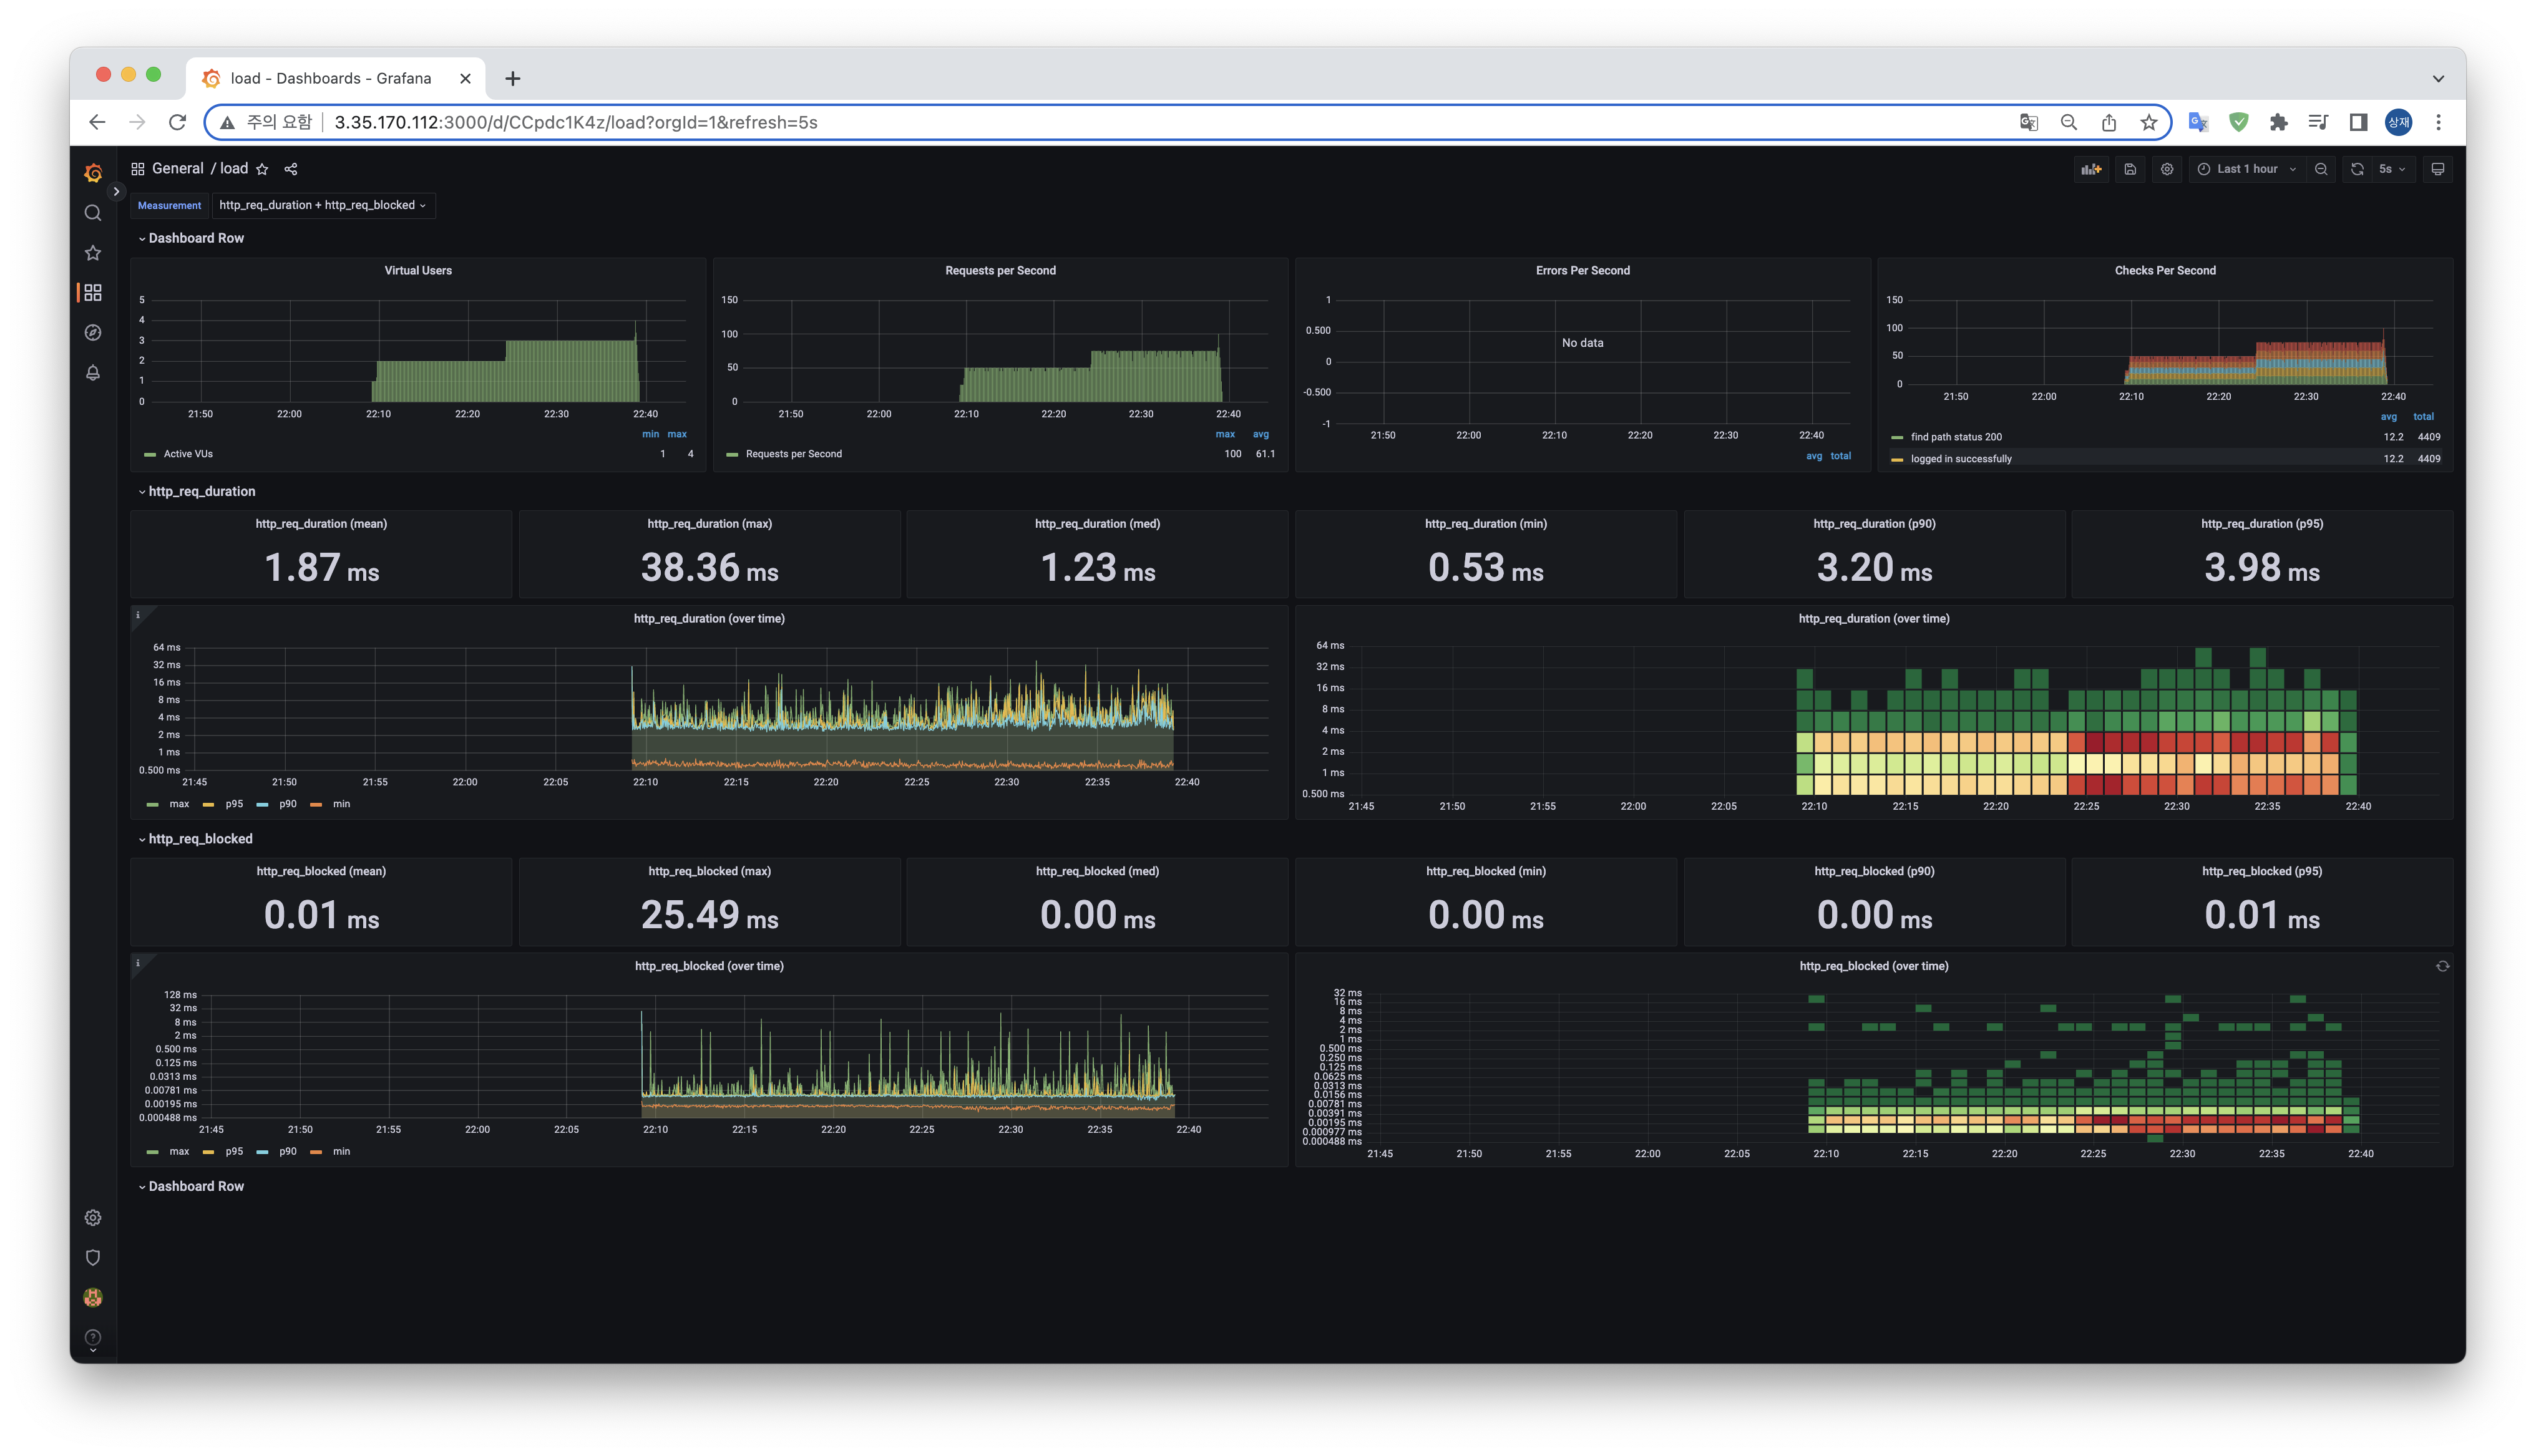 load - Dashboards - Grafana
주의 요함 3.35.170.112:3000/d/CCpdc1K4z/load?orgId=1&refresh=5s
상재
General / load
Last 1 hour
5s
Measurement http_req_duration + http_req_blocked
Dashboard Row
Virtual Users
5
4
3
2
1
0
21:50 22:00 22:10 22:20 22:30 22:40
min max
Active VUs 1 4
Requests per Second
150
100
50
0
21:50 22:00 22:10 22:20 22:30 22:40
max avg
Requests per Second 100 61.1
Errors Per Second
1
0.500
0
-0.500
-1
No data
21:50 22:00 22:10 22:20 22:30 22:40
avg total
Checks Per Second
150
100
50
0
21:50 22:00 22:10 22:20 22:30 22:40
avg total
find path status 200 12.2 4409
logged in successfully 12.2 4409
http_req_duration
http_req_duration (mean)
1.87 ms
http_req_duration (max)
38.36 ms
http_req_duration (med)
1.23 ms
http_req_duration (min)
0.53 ms
http_req_duration (p90)
3.20 ms
http_req_duration (p95)
3.98 ms
http_req_duration (over time)
64 ms
32 ms
16 ms
8 ms
4 ms
2 ms
1 ms
0.500 ms
21:45 21:50 21:55 22:00 22:05 22:10 22:15 22:20 22:25 22:30 22:35 22:40
max p95 p90 min
http_req_duration (over time)
64 ms
32 ms
16 ms
8 ms
4 ms
2 ms
1 ms
0.500 ms
21:45 21:50 21:55 22:00 22:05 22:10 22:15 22:20 22:25 22:30 22:35 22:40
http_req_blocked
http_req_blocked (mean)
0.01 ms
http_req_blocked (max)
25.49 ms
http_req_blocked (med)
0.00 ms
http_req_blocked (min)
0.00 ms
http_req_blocked (p90)
0.00 ms
http_req_blocked (p95)
0.01 ms
http_req_blocked (over time)
128 ms
32 ms
8 ms
2 ms
0.500 ms
0.125 ms
0.0313 ms
0.00781 ms
0.00195 ms
0.000488 ms
21:45 21:50 21:55 22:00 22:05 22:10 22:15 22:20 22:25 22:30 22:35 22:40
max p95 p90 min
http_req_blocked (over time)
32 ms
16 ms
8 ms
4 ms
2 ms
1 ms
0.500 ms
0.250 ms
0.125 ms
0.0625 ms
0.0313 ms
0.0156 ms
0.00781 ms
0.00391 ms
0.00195 ms
0.000977 ms
0.000488 ms
21:45 21:50 21:55 22:00 22:05 22:10 22:15 22:20 22:25 22:30 22:35 22:40
Dashboard Row